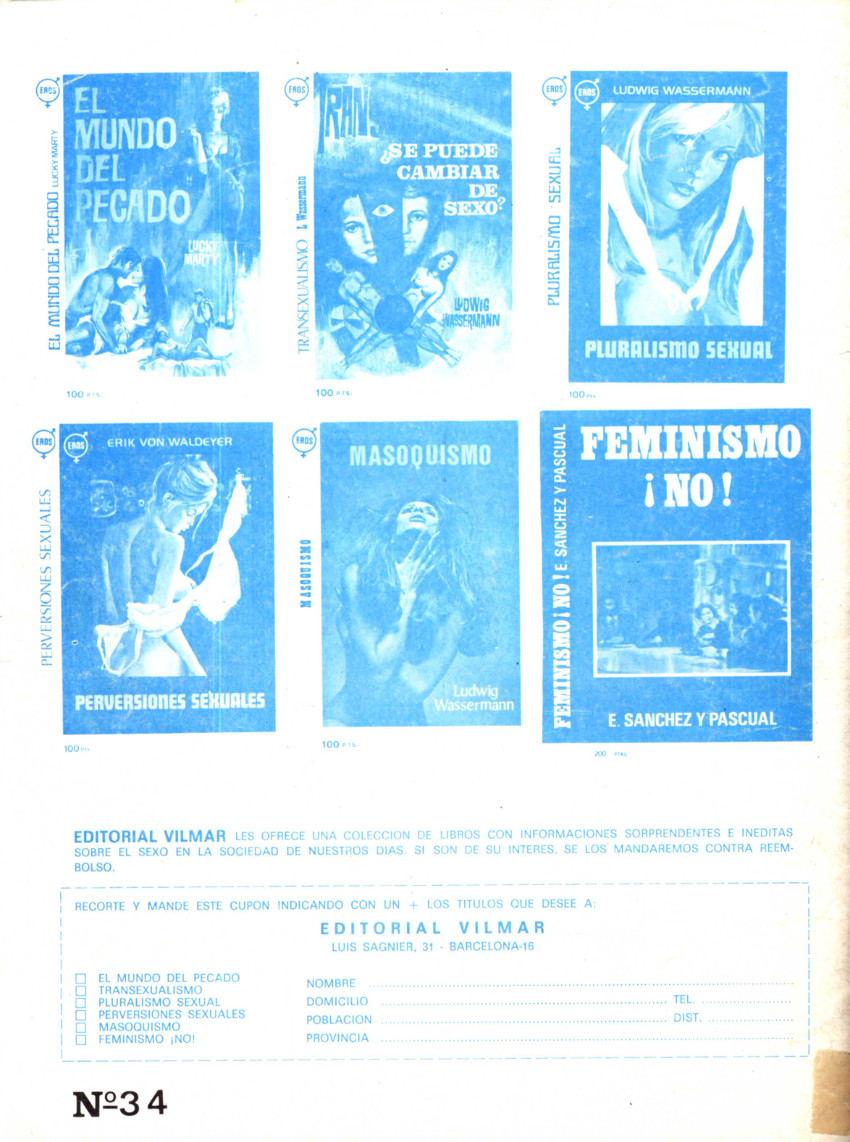 EROS
EL MUNDO DEL PECADO LUCKY MARTY
EL
MUNDO
DEL
PECADO
LUCKY
MARTY
100 PTS.
EROS
TRANSEXUALISMO L. Wassermann
TRANS
¿SE PUEDE
CAMBIAR
DE
SEXO?
LUDWIG
WASSERMANN
100 PTS.
EROS
PLURALISMO SEXUAL
EROS
LUDWIG WASSERMANN
PLURALISMO SEXUAL
100 Pts.
EROS
PERVERSIONES SEXUALES
EROS
ERIK VON WALDEYER
PERVERSIONES SEXUALES
100 Pts.
EROS
MASOQUISMO
MASOQUISMO
Ludwig
Wassermann
100 PTS.
FEMINISMO ¡NO! E. SANCHEZ Y PASCUAL
FEMINISMO
¡NO!
E. SANCHEZ Y PASCUAL
200 PTAS.
EDITORIAL VILMAR LES OFRECE UNA COLECCION DE LIBROS CON INFORMACIONES SORPRENDENTES E INEDITAS
SOBRE EL SEXO EN LA SOCIEDAD DE NUESTROS DIAS. SI SON DE SU INTERES, SE LOS MANDAREMOS CONTRA REEM-
BOLSO.
RECORTE Y MANDE ESTE CUPON INDICANDO CON UN + LOS TITULOS QUE DESEE A:
EDITORIAL VILMAR
LUIS SAGNIER, 31 - BARCELONA-16
EL MUNDO DEL PECADO
TRANSEXUALISMO
PLURALISMO SEXUAL
PERVERSIONES SEXUALES
MASOQUISMO
FEMINISMO ¡NO!
NOMBRE
DOMICILIO TEL.
POBLACION DIST.
PROVINCIA
Nº34